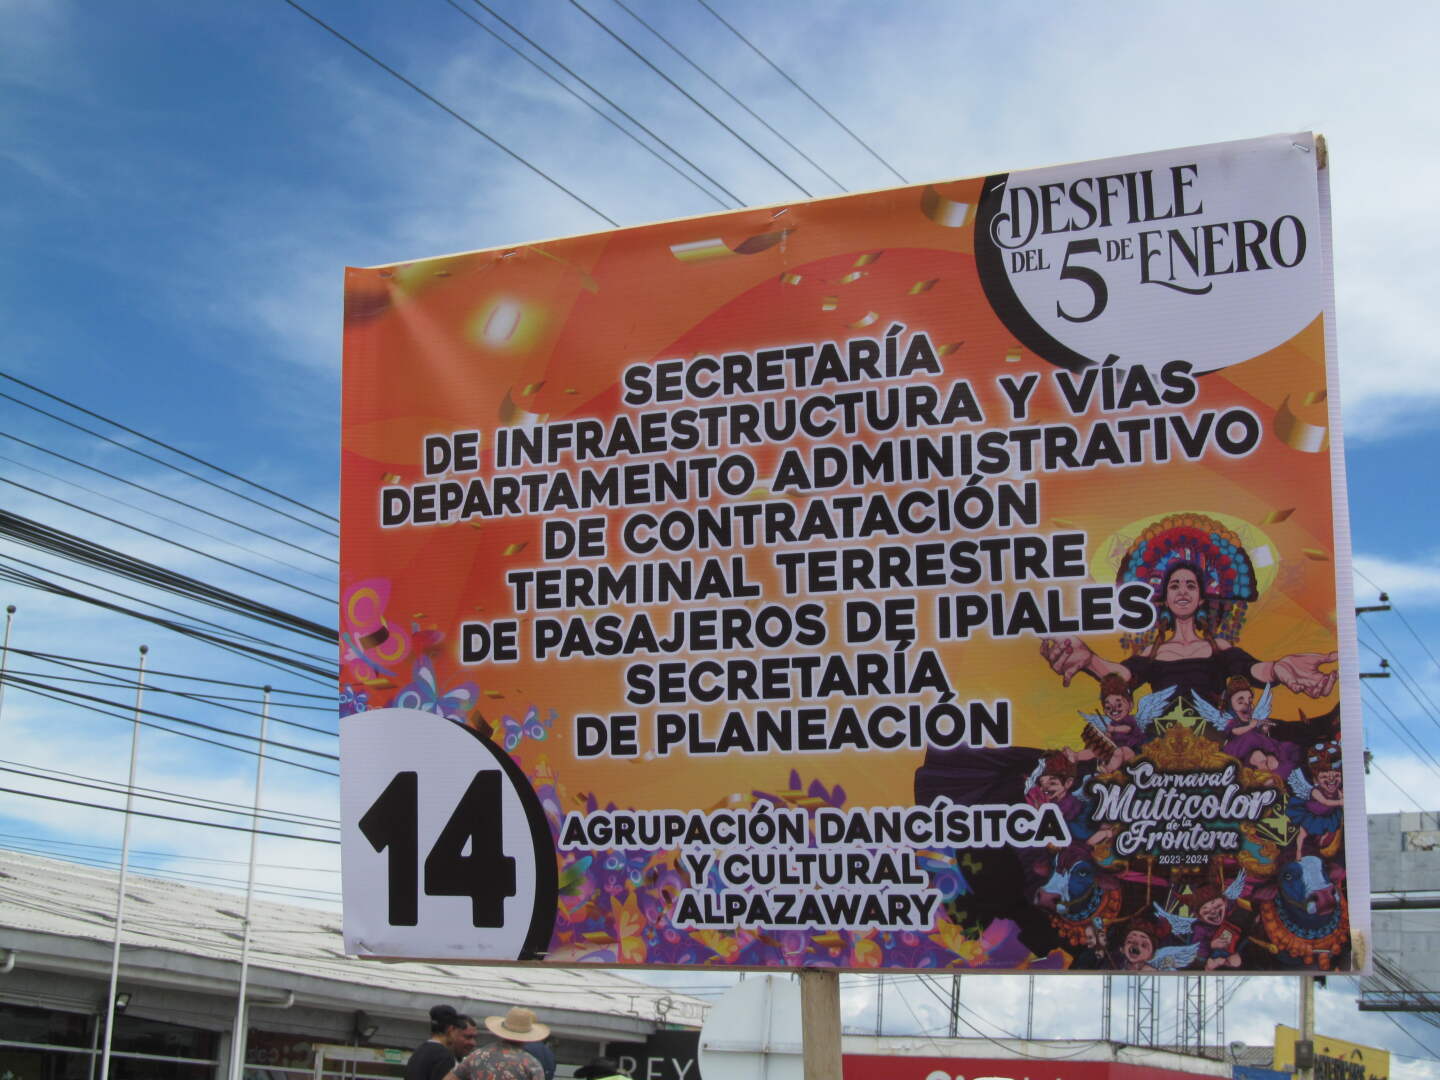 DESFILE
DEL 5 DE ENERO
SECRETARÍA
DE INFRAESTRUCTURA Y VÍAS
DEPARTAMENTO ADMINISTRATIVO
DE CONTRATACIÓN
TERMINAL TERRESTRE
DE PASAJEROS DE IPIALES
SECRETARÍA
DE PLANEACIÓN
14
AGRUPACIÓN DANCÍSITCA
Y CULTURAL
ALPAZAWARY
Carnaval
Multicolor
de la
Frontera
2023-2024
REY